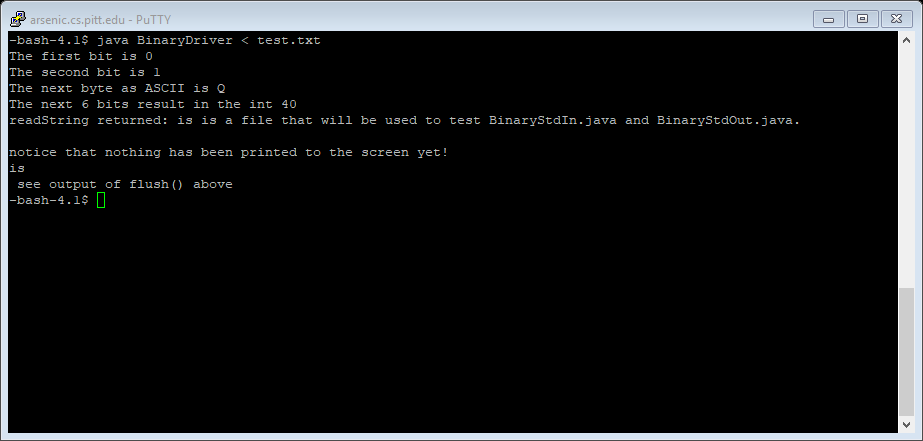 arsenic.cs.pitt.edu - PuTTY
-bash-4.1$ java BinaryDriver < test.txt
The first bit is 0
The second bit is 1
The next byte as ASCII is Q
The next 6 bits result in the int 40
readString returned: is is a file that will be used to test BinaryStdIn.java and BinaryStdOut.java.
notice that nothing has been printed to the screen yet!
is
 see output of flush() above
-bash-4.1$